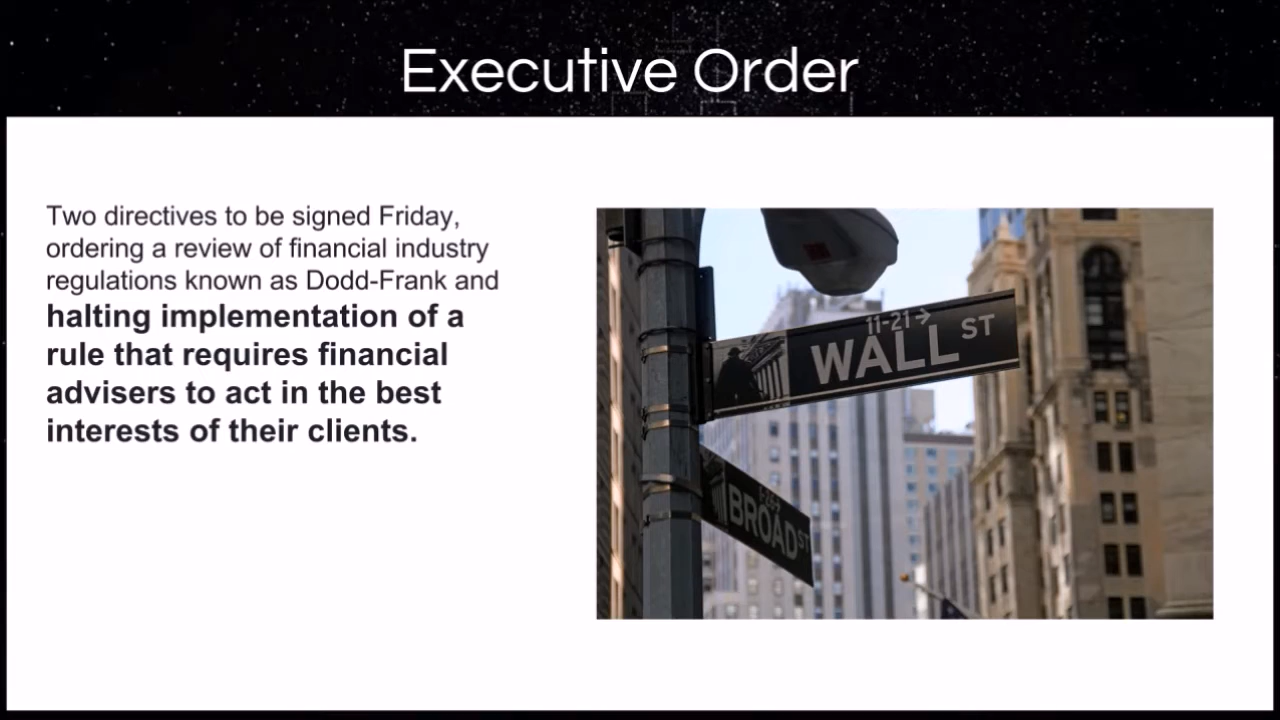 Executive Order
Two directives to be signed Friday,
ordering a review of financial industry
regulations known as Dodd-Frank and
halting implementation of a
rule that requires financial
advisers to act in the best
interests of their clients.
11-21→
WALL ST
BROAD ST